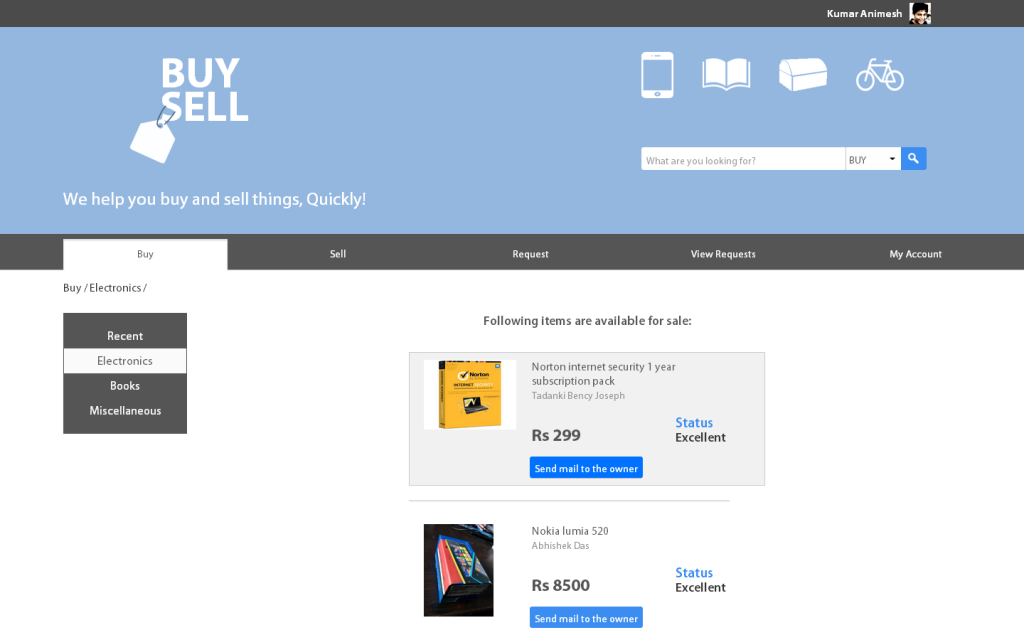 Kumar Animesh
BUY
SELL
What are you looking for?
BUY
We help you buy and sell things, Quickly!
Buy
Sell
Request
View Requests
My Account
Buy / Electronics /
Recent
Electronics
Books
Miscellaneous
Following items are available for sale:
Norton
INTERNET SECURITY
Norton internet security 1 year
subscription pack
Tadanki Bency Joseph
Rs 299
Status
Excellent
Send mail to the owner
Nokia lumia 520
Abhishek Das
Rs 8500
Status
Excellent
Send mail to the owner